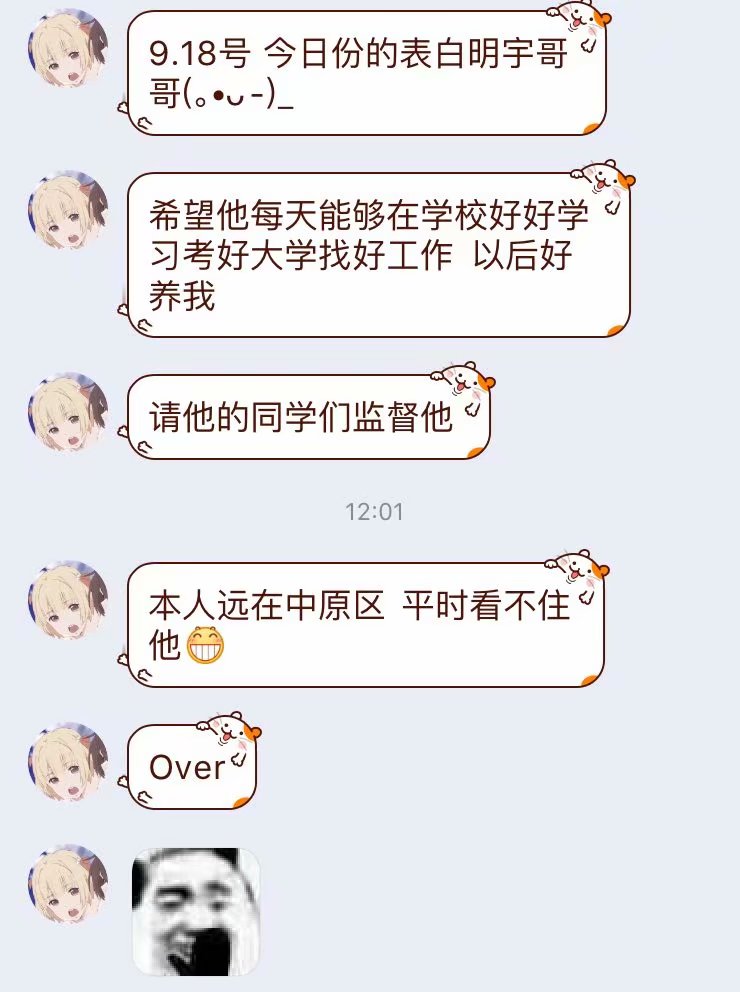 9.18号 今日份的表白明宇哥
哥(｡•ᴗ-)_
希望他每天能够在学校好好学
习考好大学找好工作 以后好
养我
请他的同学们监督他
12:01
本人远在中原区 平时看不住
他😁
Over